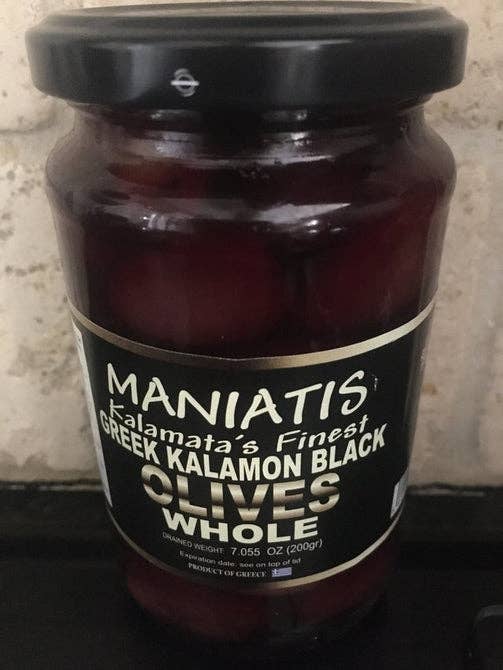 MANIATIS
Kalamata's Finest
GREEK KALAMON BLACK
OLIVES
WHOLE
DRAINED WEIGHT 7.055 OZ (200gr)
Expiration date: see on top of lid
PRODUCT OF GREECE